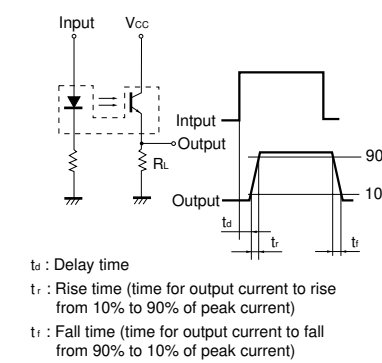 Input
Vcc
Intput
Output
RL
90
10
Output
td
tr
tf
td : Delay time
tr : Rise time (time for output current to rise
from 10% to 90% of peak current)
tf : Fall time (time for output current to fall
from 90% to 10% of peak current)